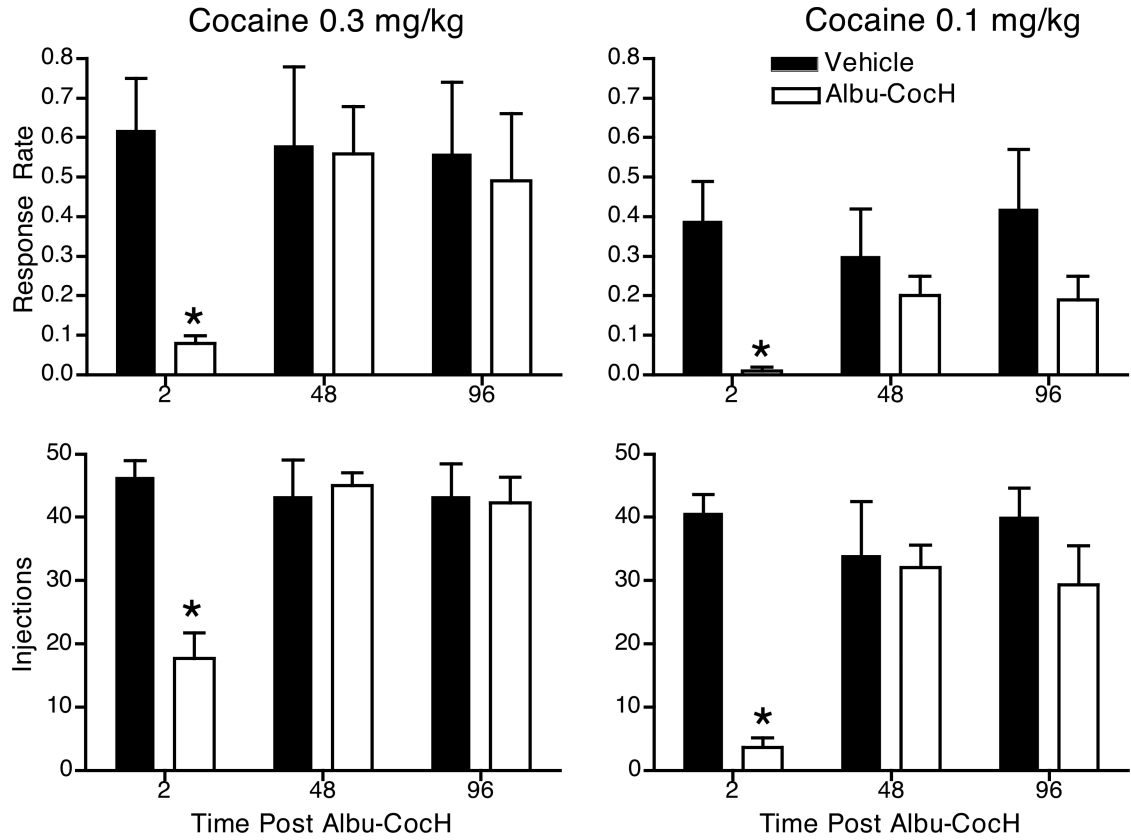 Cocaine 0.3 mg/kg
Cocaine 0.1 mg/kg
Vehicle
Albu-CocH
Response Rate
0.8
0.7
0.6
0.5
0.4
0.3
0.2
0.1
0.0
*
2 48 96
0.8
0.7
0.6
0.5
0.4
0.3
0.2
0.1
0.0
*
2 48 96
Injections
50
40
30
20
10
0
*
2 48 96
Time Post Albu-CocH
50
40
30
20
10
0
*
2 48 96
Time Post Albu-CocH